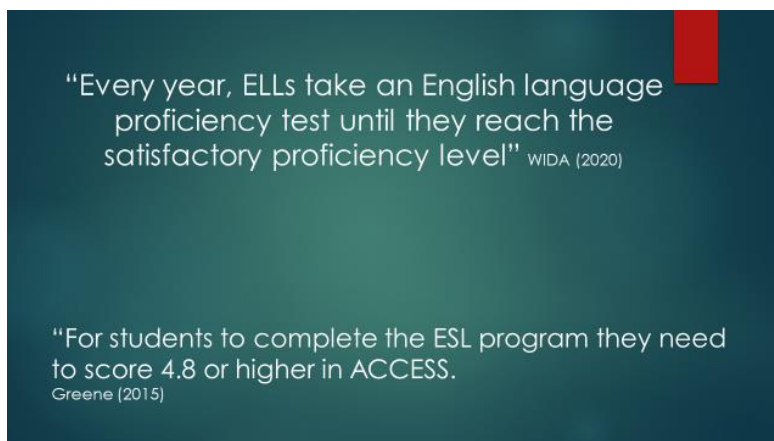 “Every year, ELLs take an English language
proficiency test until they reach the
satisfactory proficiency level” WIDA (2020)
“For students to complete the ESL program they need
to score 4.8 or higher in ACCESS.
Greene (2015)